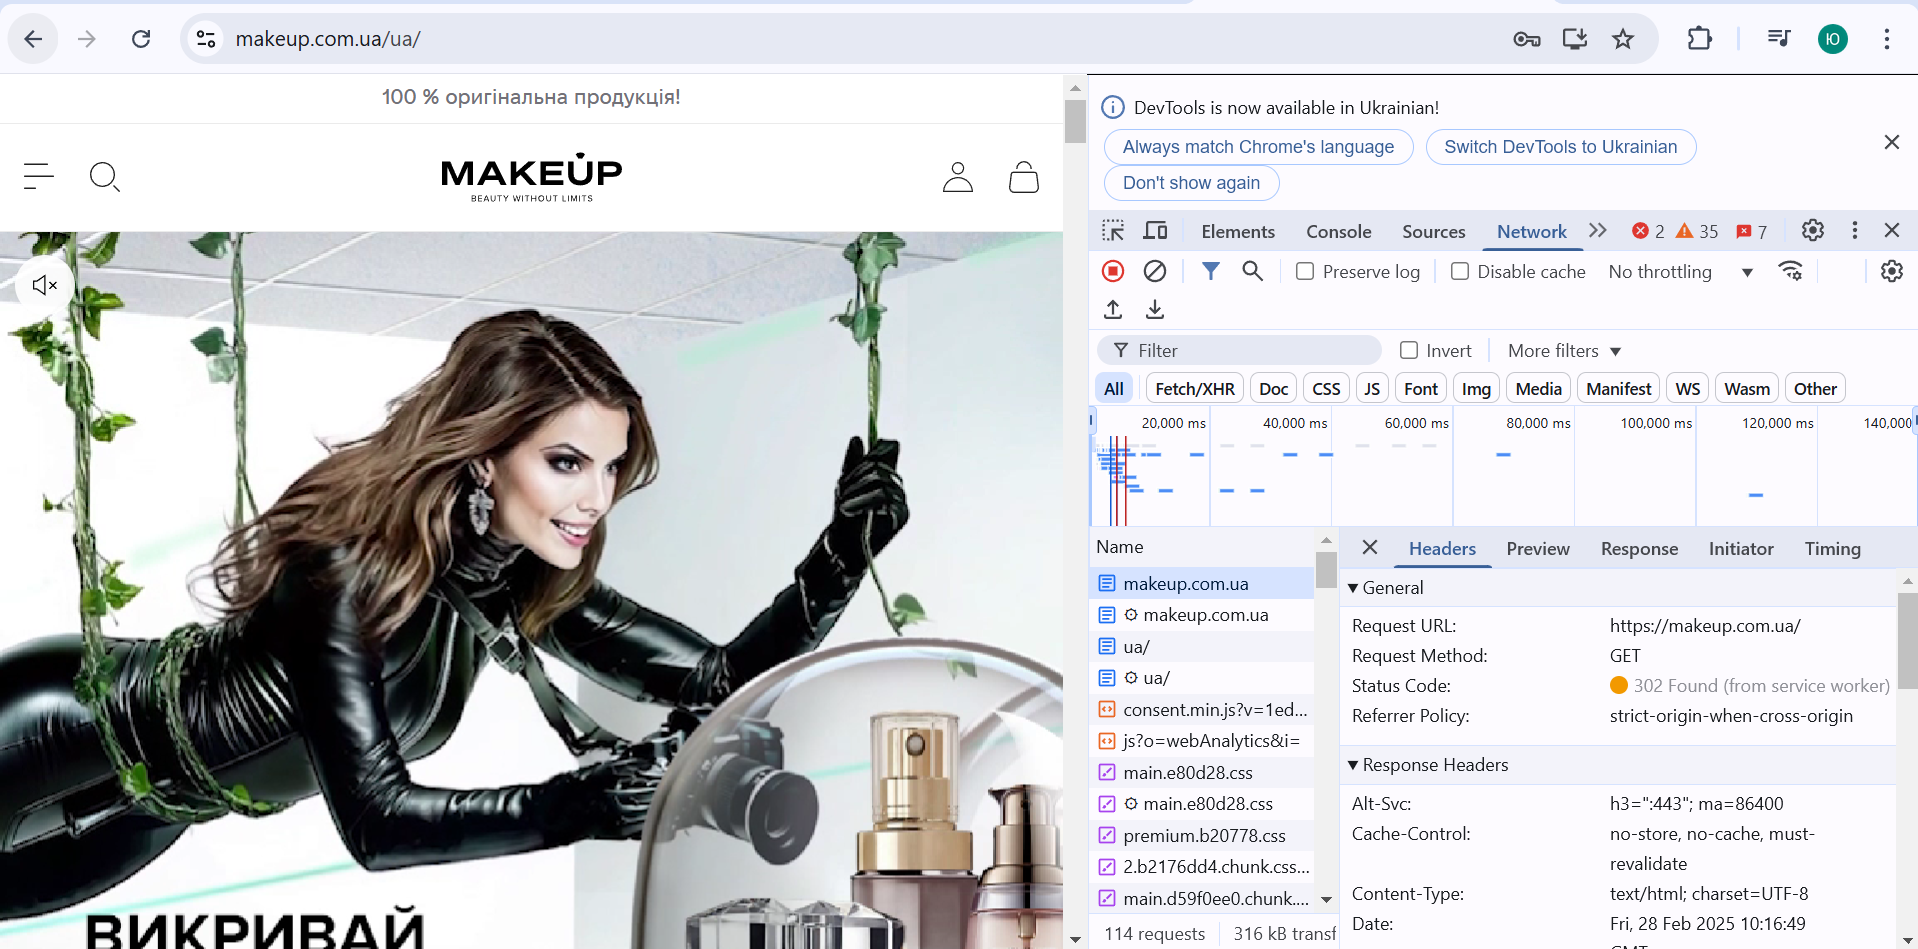 makeup.com.ua/ua/
Ю
100 % оригінальна продукція!
MAKEUP
BEAUTY WITHOUT LIMITS
ВИКРИВАЙ
DevTools is now available in Ukrainian!
Always match Chrome's language
Switch DevTools to Ukrainian
Don't show again
Elements Console Sources Network 2 35 7
Preserve log Disable cache No throttling
Filter Invert More filters
All Fetch/XHR Doc CSS JS Font Img Media Manifest WS Wasm Other
20,000 ms 40,000 ms 60,000 ms 80,000 ms 100,000 ms 120,000 ms 140,000
Name
makeup.com.ua
makeup.com.ua
ua/
ua/
consent.min.js?v=1ed...
js?o=webAnalytics&i=
main.e80d28.css
main.e80d28.css
premium.b20778.css
2.b2176dd4.chunk.css...
main.d59f0ee0.chunk....
114 requests 316 kB transf
Headers Preview Response Initiator Timing
General
Request URL: https://makeup.com.ua/
Request Method: GET
Status Code: 302 Found (from service worker)
Referrer Policy: strict-origin-when-cross-origin
Response Headers
Alt-Svc: h3=":443"; ma=86400
Cache-Control: no-store, no-cache, must-
revalidate
Content-Type: text/html; charset=UTF-8
Date: Fri, 28 Feb 2025 10:16:49
GMT